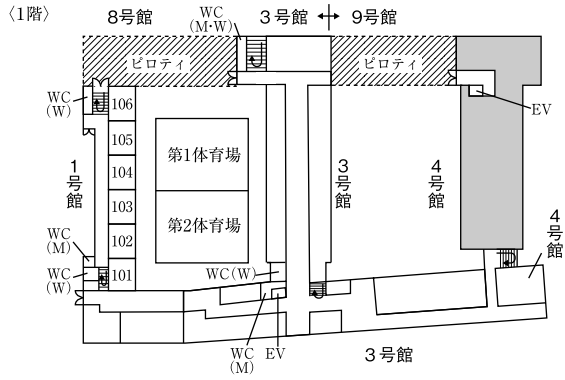 〈1階〉
8号館
WC
(M·W)
3号館
9号館
ピロティ
ピロティ
WC
(W)
106
EV
105
第1体育場
104
1号館
3号館
4号館
103
第2体育場
4号館
WC
(M)
102
WC
(W)
101
WC(W)
WC
(M)
EV
3号館